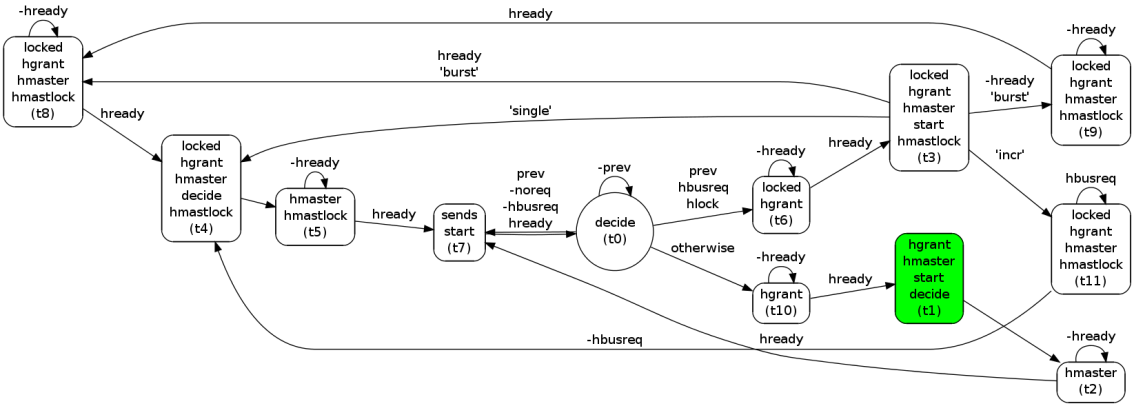 -hready
locked
hgrant
hmaster
hmastlock
(t8)
hready
hready
hready
'burst'
'single'
locked
hgrant
hmaster
decide
hmastlock
(t4)
-hready
hmaster
hmastlock
(t5)
hready
sends
start
(t7)
prev
-noreq
-hbusreq
hready
-prev
decide
(t0)
prev
hbusreq
hlock
otherwise
-hready
locked
hgrant
(t6)
hready
-hready
hgrant
(t10)
hready
locked
hgrant
hmaster
start
hmastlock
(t3)
-hready
'burst'
'incr'
hgrant
hmaster
start
decide
(t1)
-hready
locked
hgrant
hmaster
hmastlock
(t9)
hbusreq
locked
hgrant
hmaster
hmastlock
(t11)
-hbusreq
hready
-hready
hmaster
(t2)